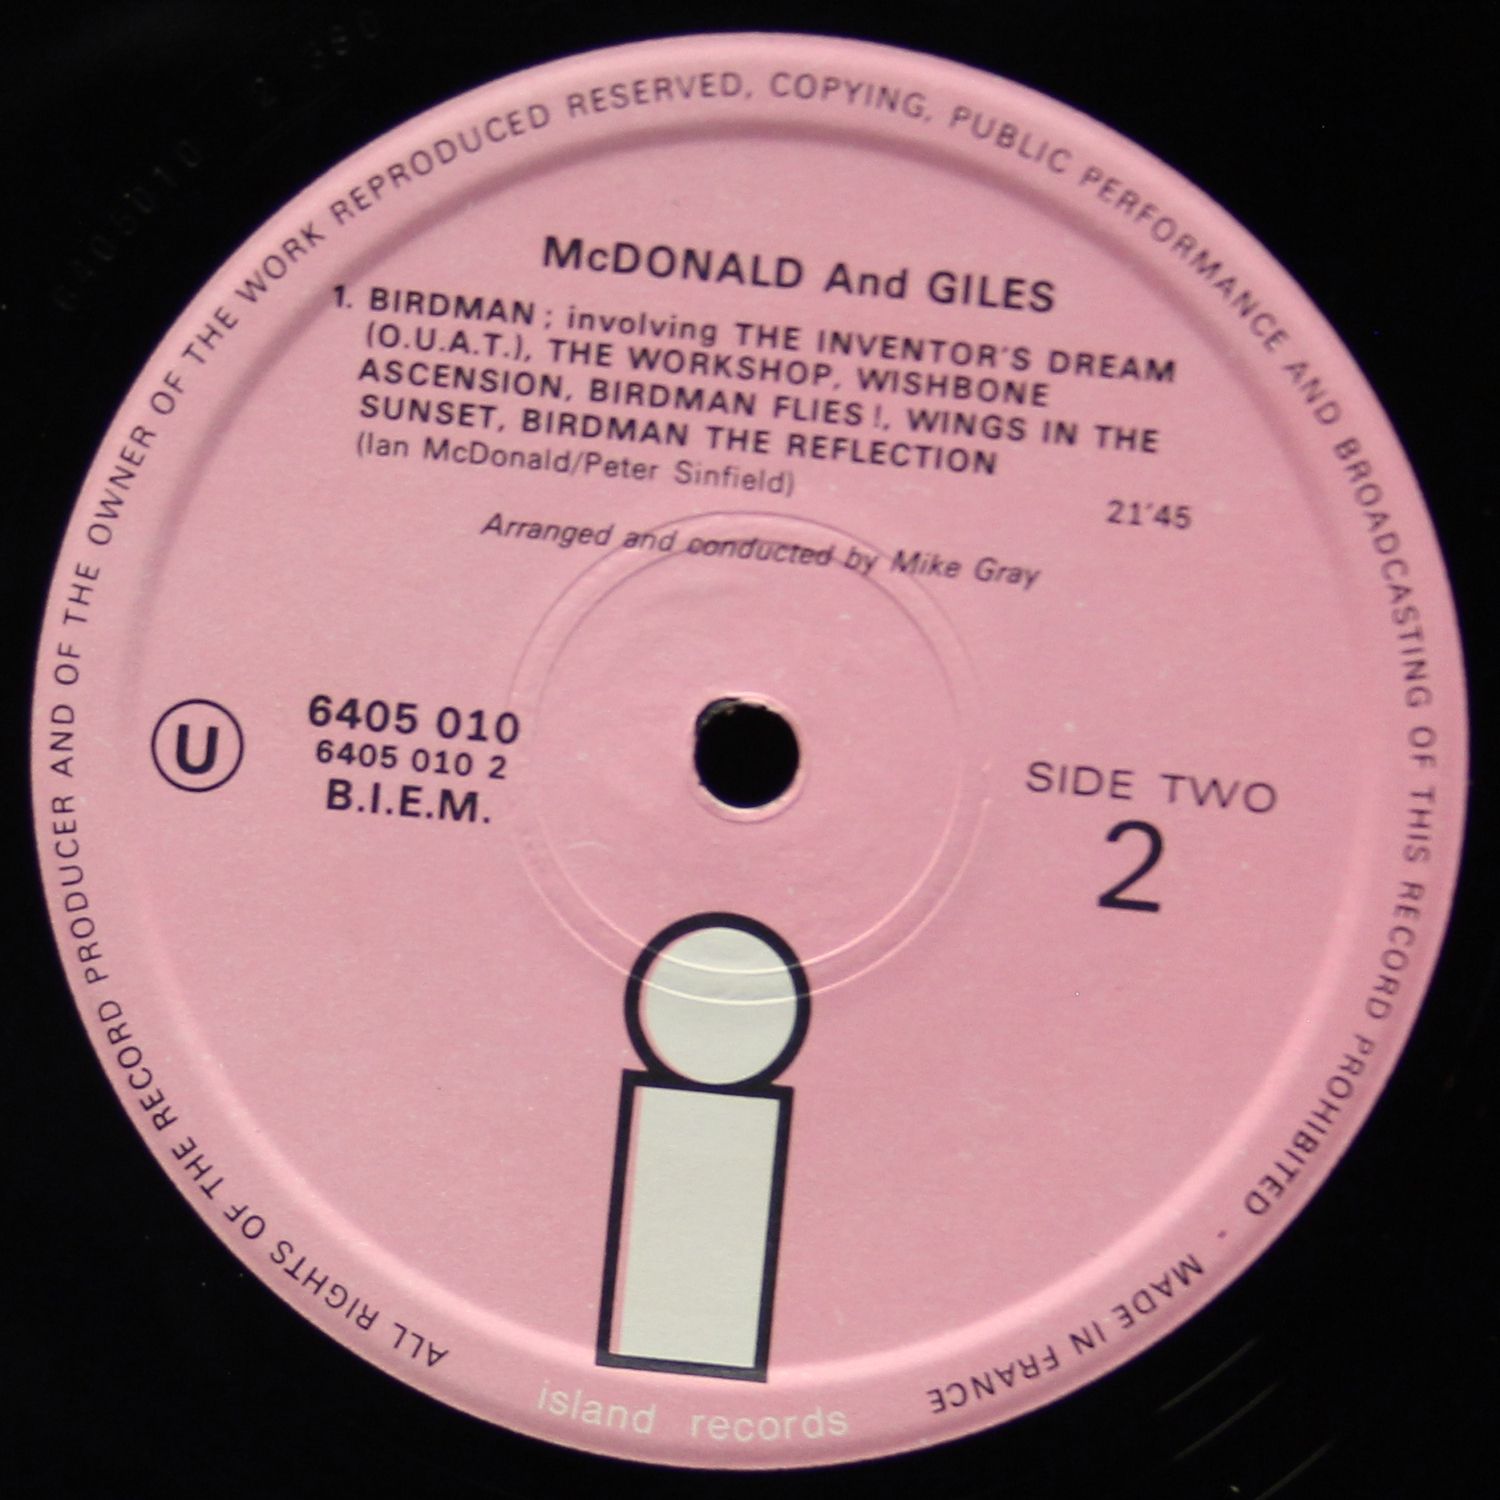 McDONALD And GILES
1. BIRDMAN ; involving THE INVENTOR'S DREAM
(O.U.A.T.), THE WORKSHOP, WISHBONE
ASCENSION, BIRDMAN FLIES !, WINGS IN THE
SUNSET, BIRDMAN THE REFLECTION
(Ian McDonald/Peter Sinfield)
21'45
Arranged and conducted by Mike Gray
U
6405 010
6405 010 2
B.I.E.M.
SIDE TWO
2
i
island records
ALL RIGHTS OF THE RECORD PRODUCER AND OF THE OWNER OF THE WORK REPRODUCED RESERVED, COPYING, PUBLIC PERFORMANCE AND BROADCASTING OF THIS RECORD PROHIBITED - MADE IN FRANCE